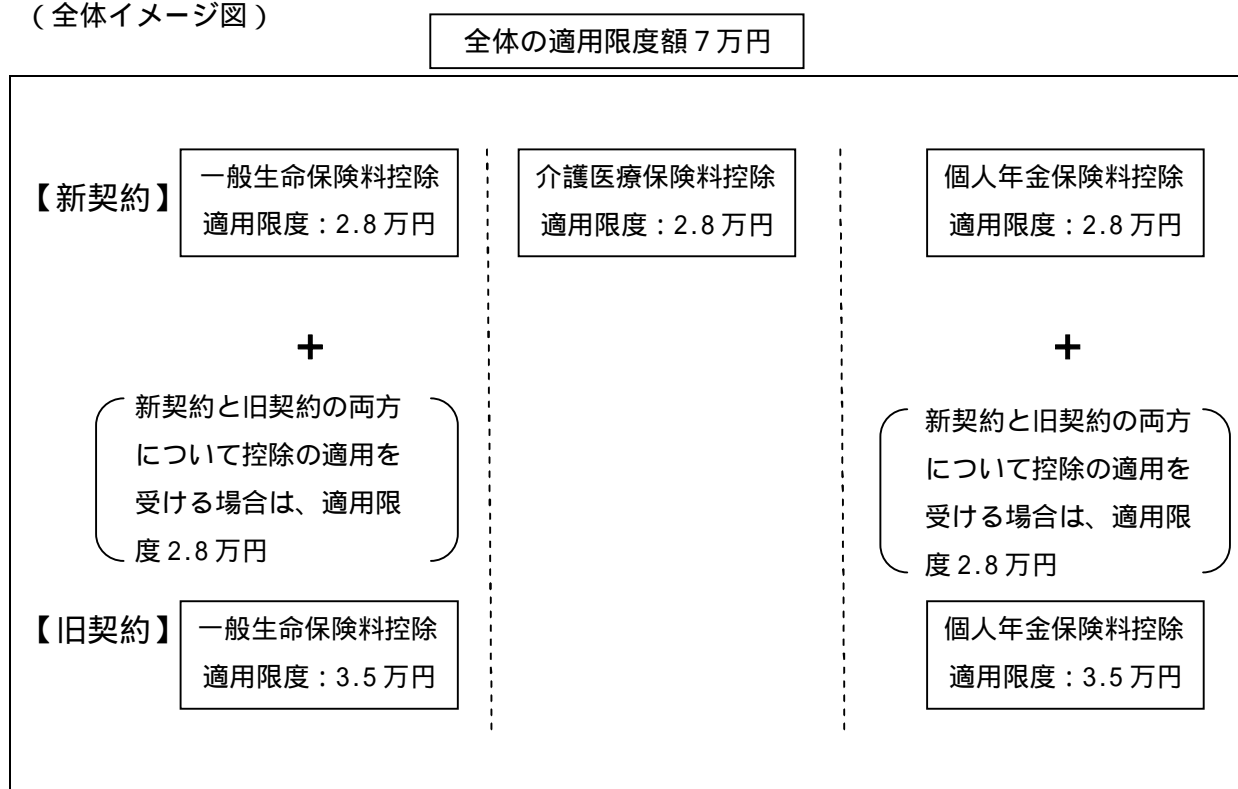 (全体イメージ図)
全体の適用限度額7万円
【新契約】
一般生命保険料控除
適用限度:2.8万円
介護医療保険料控除
適用限度:2.8万円
個人年金保険料控除
適用限度:2.8万円
+
新契約と旧契約の両方
について控除の適用を
受ける場合は、適用限
度2.8万円
+
新契約と旧契約の両方
について控除の適用を
受ける場合は、適用限
度2.8万円
【旧契約】
一般生命保険料控除
適用限度:3.5万円
個人年金保険料控除
適用限度:3.5万円